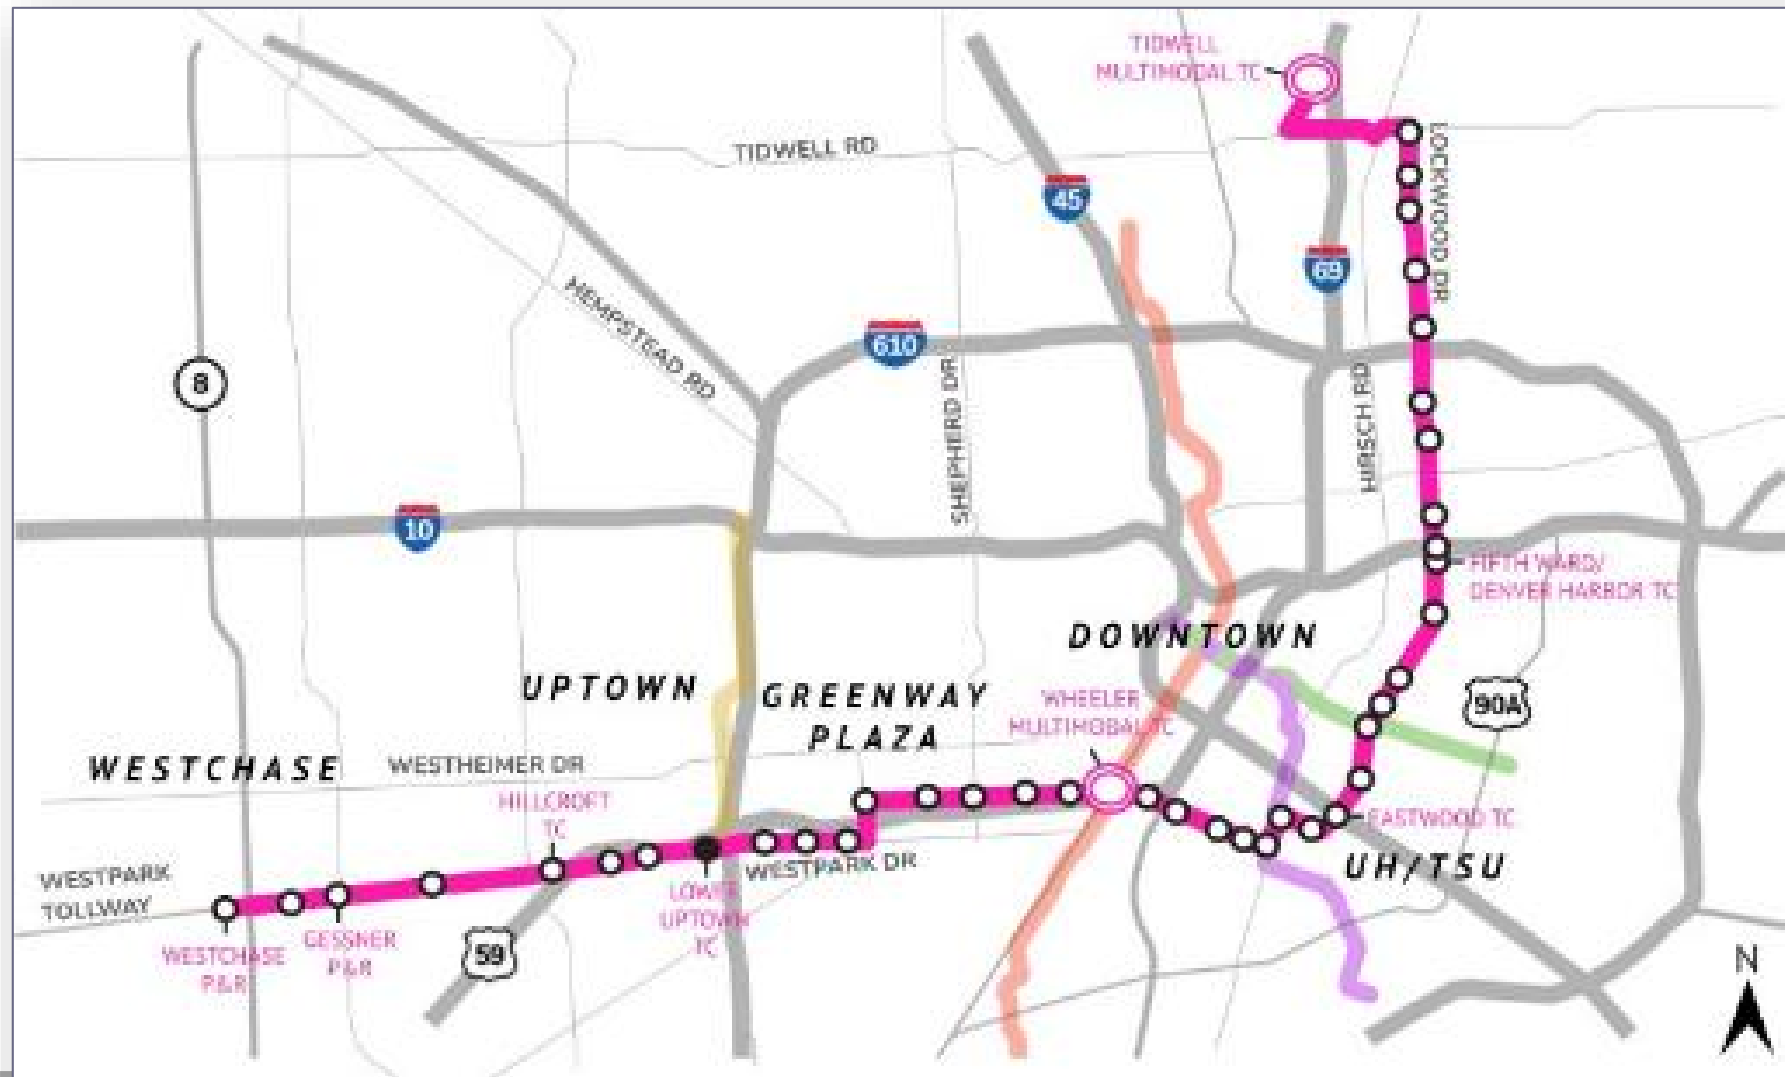 TIDWELL
MULTIMODAL TC
TIDWELL RD
LOCKWOOD DR
45
69
HEMPSTEAD RD
610
SHEPHERD DR
HIRSCH RD
8
10
FIFTH WARD/
DENVER HARBOR TC
DOWNTOWN
UPTOWN
GREENWAY
PLAZA
90A
WHEELER
MULTIMODAL TC
WESTCHASE
WESTHEIMER DR
HILLCROFT
TC
EASTWOOD TC
UH/TSU
WESTPARK DR
WESTPARK
TOLLWAY
LOWER
UPTOWN
TC
WESTCHASE
P&R
GESSNER
P&R
59
N